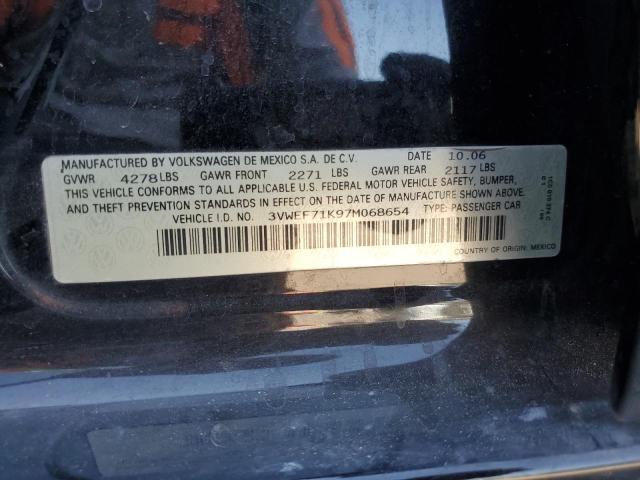 MANUFACTURED BY VOLKSWAGEN DE MEXICO S.A. DE C.V. DATE 10.06
GVWR 4278 LBS GAWR FRONT 2271 LBS GAWR REAR 2117 LBS
THIS VEHICLE CONFORMS TO ALL APPLICABLE U.S. FEDERAL MOTOR VEHICLE SAFETY, BUMPER,
AND THEFT PREVENTION STANDARDS IN EFFECT ON THE DATE OF MANUFACTURE SHOWN ABOVE.
VEHICLE I.D. NO. 3VWEF71K97M068654 TYPE: PASSENGER CAR
COUNTRY OF ORIGIN: MEXICO